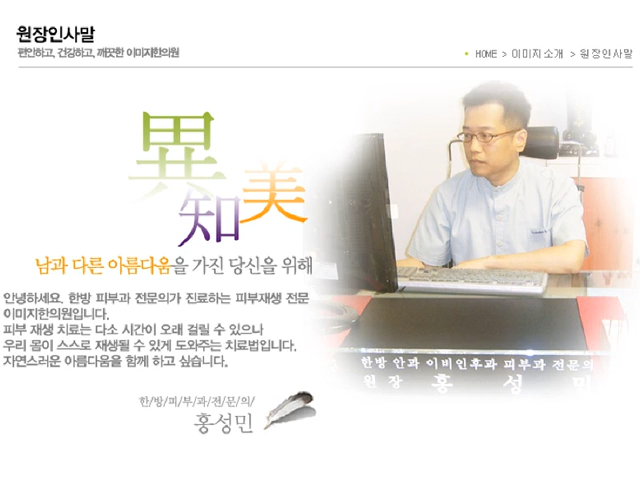 원장인사말
편안하고, 건강하고, 깨끗한 이미지한의원
HOME > 이미지소개 > 원장인사말
異
知
美
남과 다른 아름다움을 가진 당신을 위해
안녕하세요. 한방 피부과 전문의가 진료하는 피부재생 전문
이미지한의원입니다.
피부 재생 치료는 다소 시간이 오래 걸릴 수 있으나
우리 몸이 스스로 재생될 수 있게 도와주는 치료법입니다.
자연스러운 아름다움을 함께 하고 싶습니다.
한/방/피/부/과/전/문/의/
홍성민
한방 안과 이비인후과 피부과 전문의
원장 홍성민